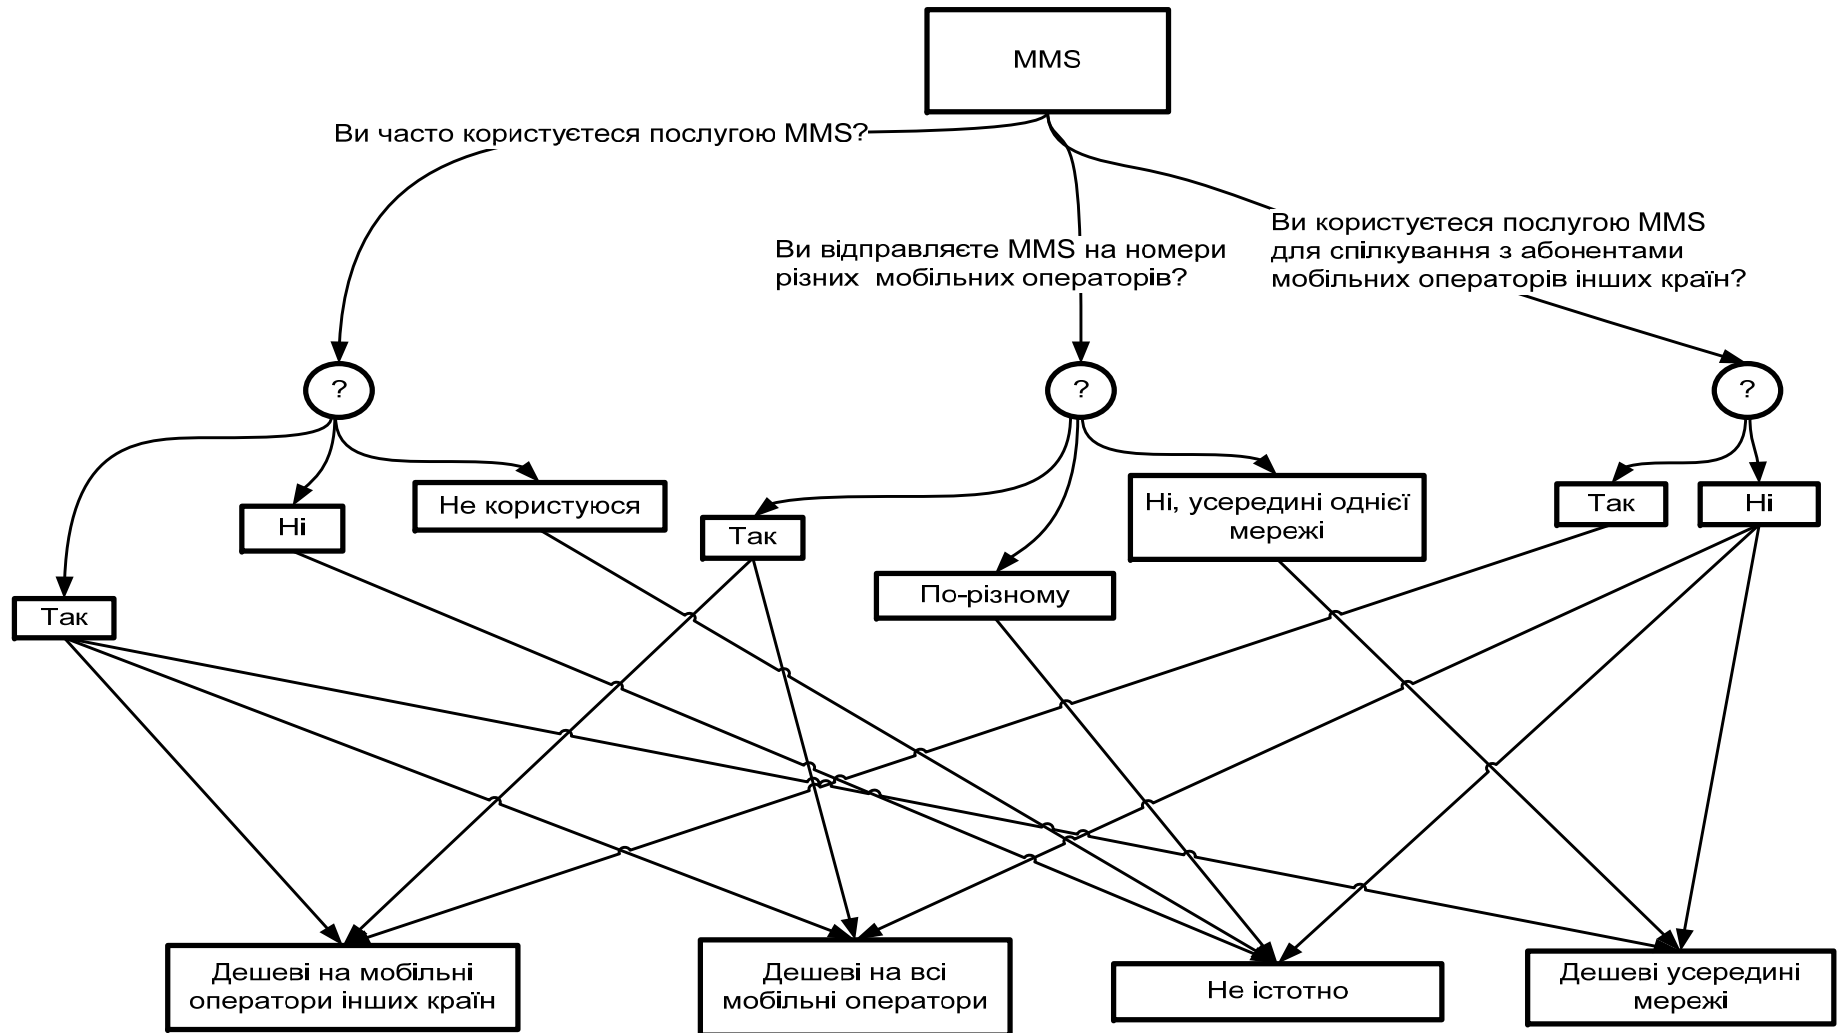 MMS
Ви часто користуєтеся послугою MMS?
Ви відправляєте MMS на номери
різних мобільних операторів?
Ви користуєтеся послугою MMS
для спілкування з абонентами
мобільних операторів інших країн?
?
?
?
Так
Ні
Не користуюся
Так
По-різному
Ні, усередині однієї
мережі
Так
Ні
Дешеві на мобільні
оператори інших країн
Дешеві на всі
мобільні оператори
Не істотно
Дешеві усередині
мережі